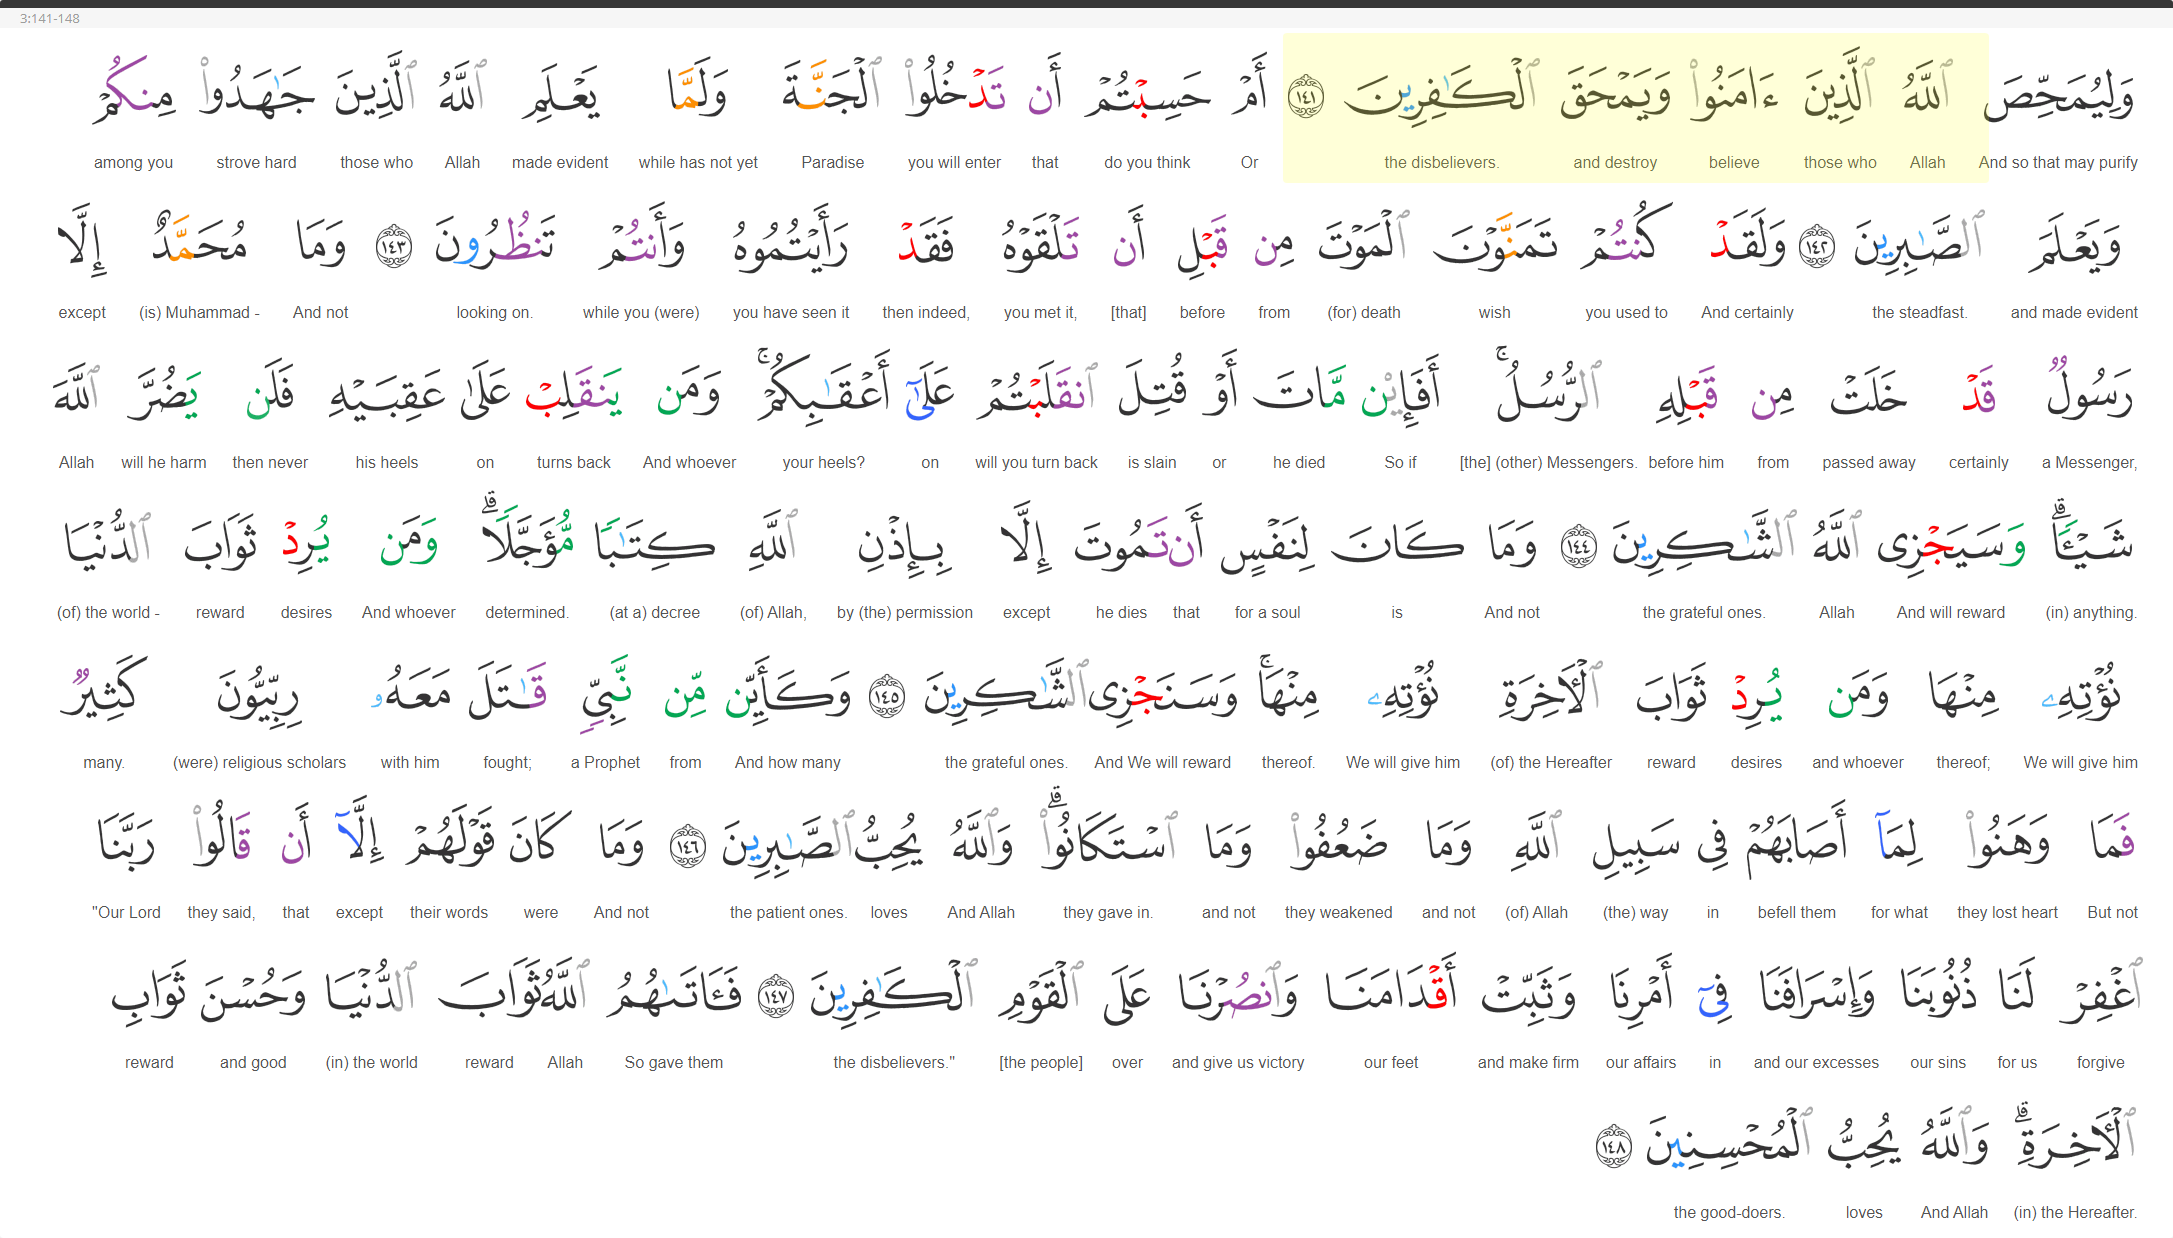 3:141-148
وَلِيُمَحِّصَ ٱللَّهُ ٱلَّذِينَ ءَامَنُوا۟ وَيَمْحَقَ ٱلْكَـٰفِرِينَ ١٤١ أَمْ حَسِبْتُمْ أَن تَدْخُلُوا۟ ٱلْجَنَّةَ وَلَمَّا يَعْلَمِ ٱللَّهُ ٱلَّذِينَ جَـٰهَدُوا۟ مِنكُمْ
And so that may purify Allah those who believe and destroy the disbelievers. Or do you think that you will enter Paradise while has not yet made evident Allah those who strove hard among you
وَيَعْلَمَ ٱلصَّـٰبِرِينَ ١٤٢ وَلَقَدْ كُنتُمْ تَمَنَّوْنَ ٱلْمَوْتَ مِن قَبْلِ أَن تَلْقَوْهُ فَقَدْ رَأَيْتُمُوهُ وَأَنتُمْ تَنظُرُونَ ١٤٣ وَمَا مُحَمَّدٌ إِلَّا
and made evident the steadfast. And certainly you used to wish (for) death from before [that] you met it, then indeed, you have seen it while you (were) looking on. And not (is) Muhammad - except
رَسُولٌ قَدْ خَلَتْ مِن قَبْلِهِ ٱلرُّسُلُ ۚ أَفَإِي۟ن مَّاتَ أَوْ قُتِلَ ٱنقَلَبْتُمْ عَلَىٰٓ أَعْقَـٰبِكُمْ ۚ وَمَن يَنقَلِبْ عَلَىٰ عَقِبَيْهِ فَلَن يَضُرَّ ٱللَّهَ
a Messenger, certainly passed away from before him [the] (other) Messengers. So if he died or is slain will you turn back on your heels? And whoever turns back on his heels then never will he harm Allah
شَيْـًٔا ۗ وَسَيَجْزِى ٱللَّهُ ٱلشَّـٰكِرِينَ ١٤٤ وَمَا كَانَ لِنَفْسٍ أَن تَمُوتَ إِلَّا بِإِذْنِ ٱللَّهِ كِتَـٰبًا مُّؤَجَّلًا ۗ وَمَن يُرِدْ ثَوَابَ ٱلدُّنْيَا
(in) anything. And will reward Allah the grateful ones. And not is for a soul that he dies except by (the) permission (of) Allah, (at a) decree determined. And whoever desires reward (of) the world -
نُؤْتِهِۦ مِنْهَا وَمَن يُرِدْ ثَوَابَ ٱلْـَٔاخِرَةِ نُؤْتِهِۦ مِنْهَا ۚ وَسَنَجْزِى ٱلشَّـٰكِرِينَ ١٤٥ وَكَأَيِّن مِّن نَّبِىٍّ قَـٰتَلَ مَعَهُۥ رِبِّيُّونَ كَثِيرٌ
We will give him thereof; and whoever desires reward (of) the Hereafter We will give him thereof. And We will reward the grateful ones. And how many from a Prophet fought; with him (were) religious scholars many.
فَمَا وَهَنُوا۟ لِمَآ أَصَابَهُمْ فِى سَبِيلِ ٱللَّهِ وَمَا ضَعُفُوا۟ وَمَا ٱسْتَكَانُوا۟ ۗ وَٱللَّهُ يُحِبُّ ٱلصَّـٰبِرِينَ ١٤٦ وَمَا كَانَ قَوْلَهُمْ إِلَّآ أَن قَالُوا۟ رَبَّنَا
But not they lost heart for what befell them in (the) way (of) Allah and not they weakened and not they gave in. And Allah loves the patient ones. And not were their words except that they said, "Our Lord
ٱغْفِرْ لَنَا ذُنُوبَنَا وَإِسْرَافَنَا فِىٓ أَمْرِنَا وَثَبِّتْ أَقْدَامَنَا وَٱنصُرْنَا عَلَى ٱلْقَوْمِ ٱلْكَـٰفِرِينَ ١٤٧ فَـَٔاتَىٰهُمُ ٱللَّهُ ثَوَابَ ٱلدُّنْيَا وَحُسْنَ ثَوَابِ
forgive for us our sins and our excesses in our affairs and make firm our feet and give us victory over [the people] the disbelievers." So gave them Allah reward (in) the world and good reward
ٱلْـَٔاخِرَةِ ۗ وَٱللَّهُ يُحِبُّ ٱلْمُحْسِنِينَ ١٤٨
(in) the Hereafter. And Allah loves the good-doers.